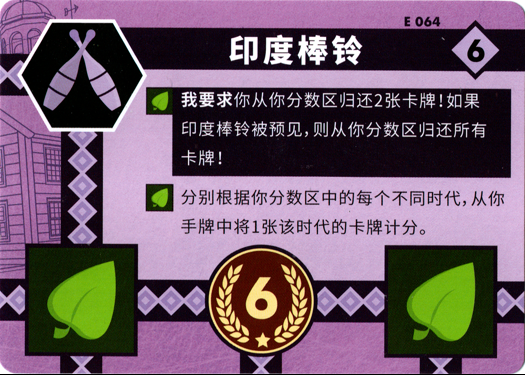 E 064
印度棒铃
6
我要求你从你分数区归还2张卡牌！如果
印度棒铃被预见，则从你分数区归还所有
卡牌！
分别根据你分数区中的每个不同时代，从你
手牌中将1张该时代的卡牌计分。
6